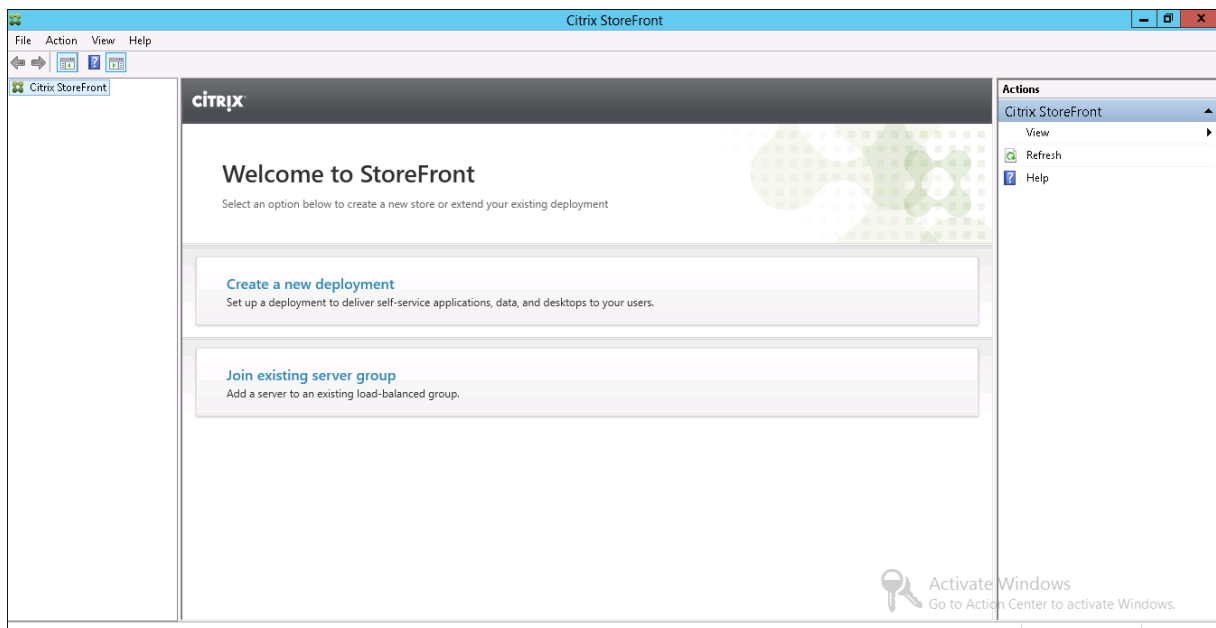 Citrix StoreFront
File Action View Help
Citrix StoreFront
CİTRIX
Actions
Citrix StoreFront
View
Refresh
Help
Welcome to StoreFront
Select an option below to create a new store or extend your existing deployment
Create a new deployment
Set up a deployment to deliver self-service applications, data, and desktops to your users.
Join existing server group
Add a server to an existing load-balanced group.
Activate Windows
Go to Action Center to activate Windows.